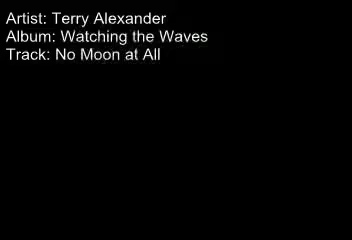 Artist: Terry Alexander
Album: Watching the Waves
Track: No Moon at All